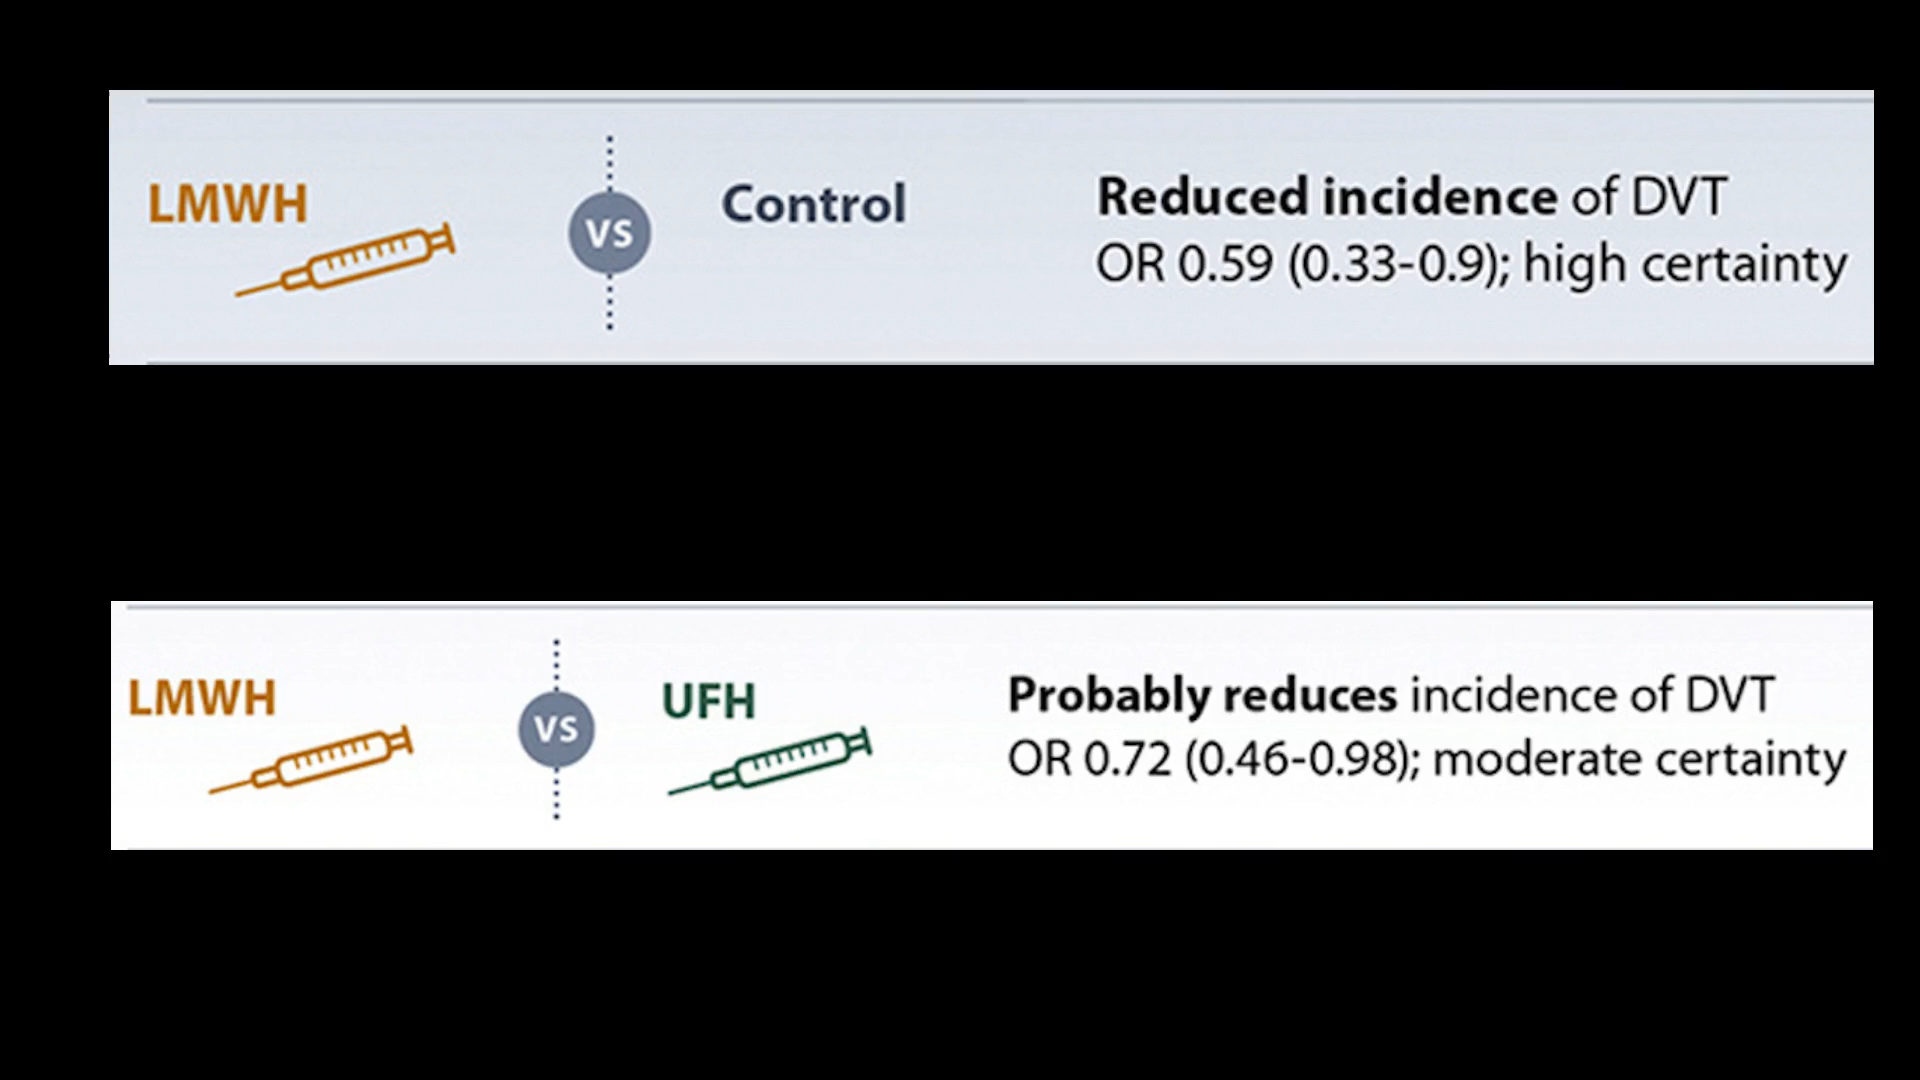 LMWH
VS
Control
Reduced incidence of DVT
OR 0.59 (0.33-0.9); high certainty
LMWH
VS
UFH
Probably reduces incidence of DVT
OR 0.72 (0.46-0.98); moderate certainty